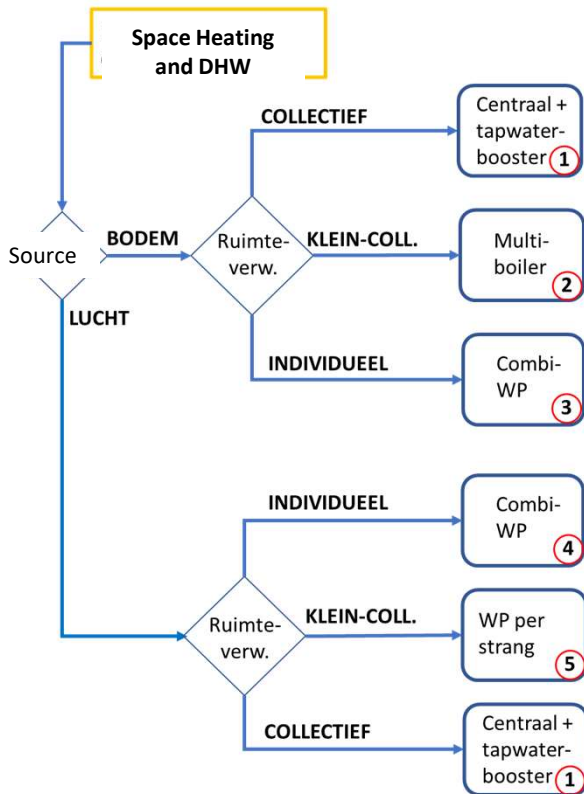 Space Heating
and DHW
COLLECTIEF
Centraal +
tapwater-
booster 1
Source
BODEM
Ruimte-
verw.
KLEIN-COLL.
Multi-
boiler
2
LUCHT
INDIVIDUEEL
Combi-
WP
3
INDIVIDUEEL
Combi-
WP
4
Ruimte-
verw.
KLEIN-COLL.
WP per
strang
5
COLLECTIEF
Centraal +
tapwater-
booster 1